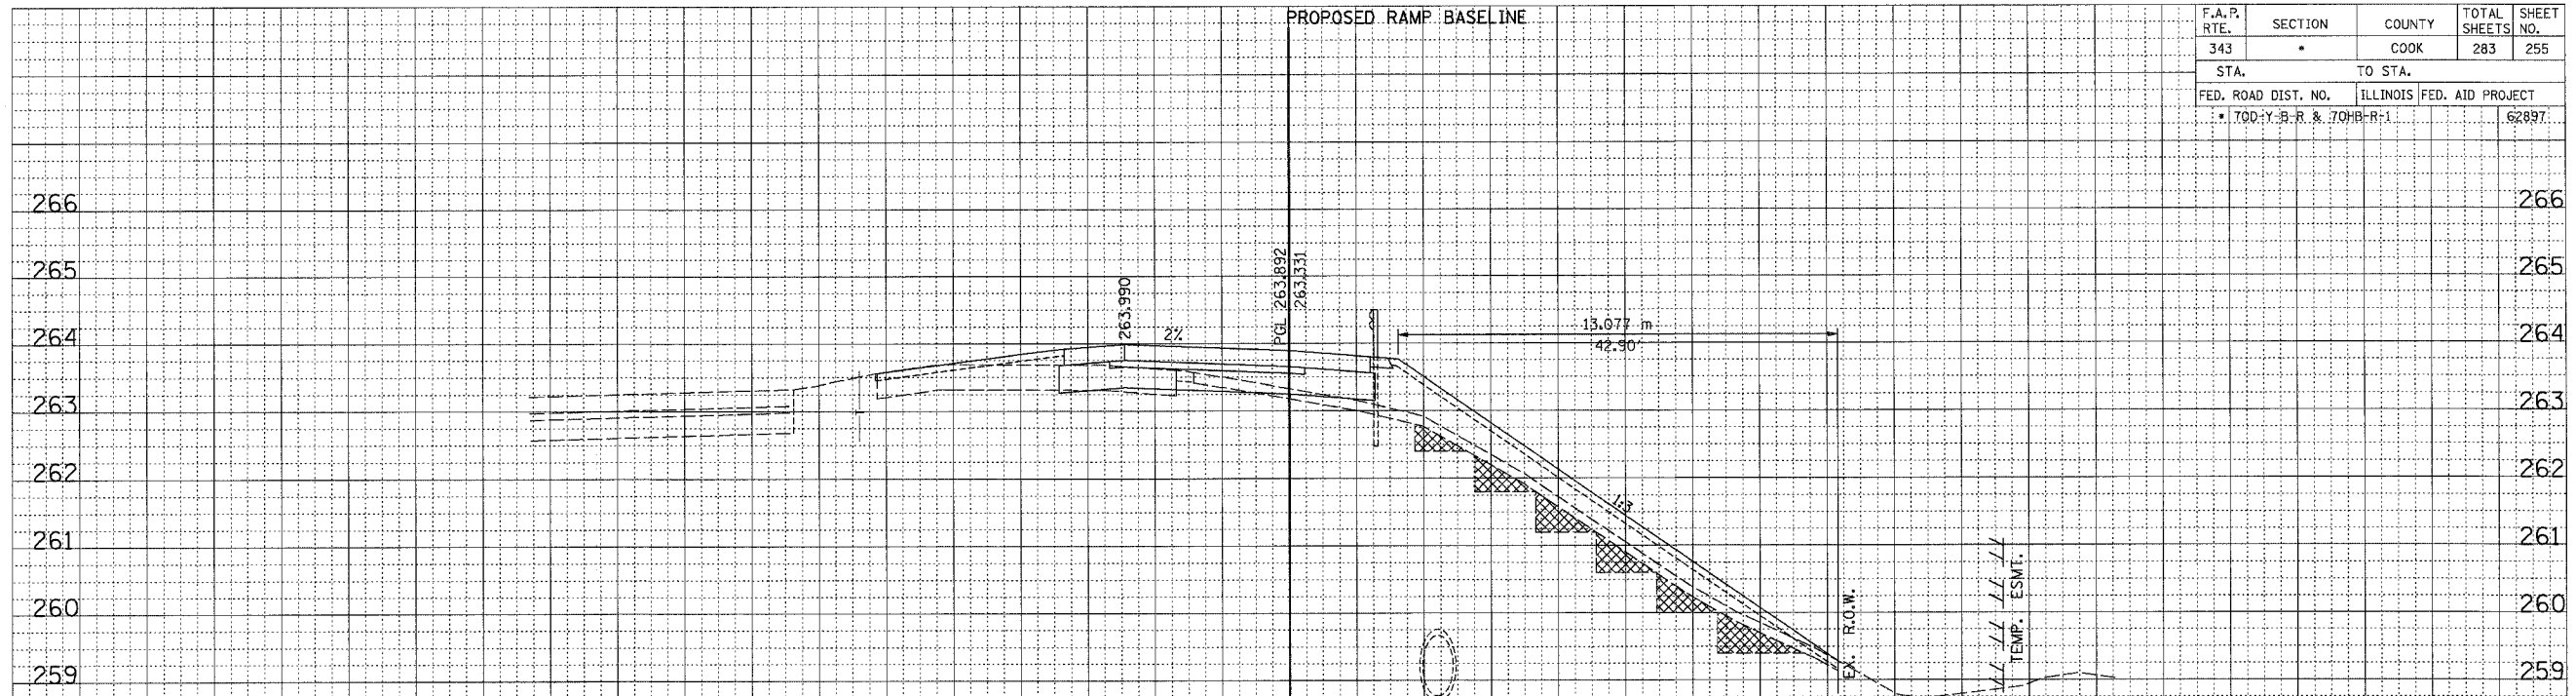 PROPOSED RAMP BASELINE
F.A.P. RTE. SECTION COUNTY TOTAL SHEETS SHEET NO.
343 * COOK 283 255
STA. TO STA.
FED. ROAD DIST. NO. ILLINOIS FED. AID PROJECT
* 70D-Y-B-R & 70HB-R-1 62897
266 266
265 265
264 264
263 263
262 262
261 261
260 260
259 259
263.990
2%
PGL 263.892
263.331
13.077 m
42.90'
1:3
EX. R.O.W.
TEMP. ESMT.